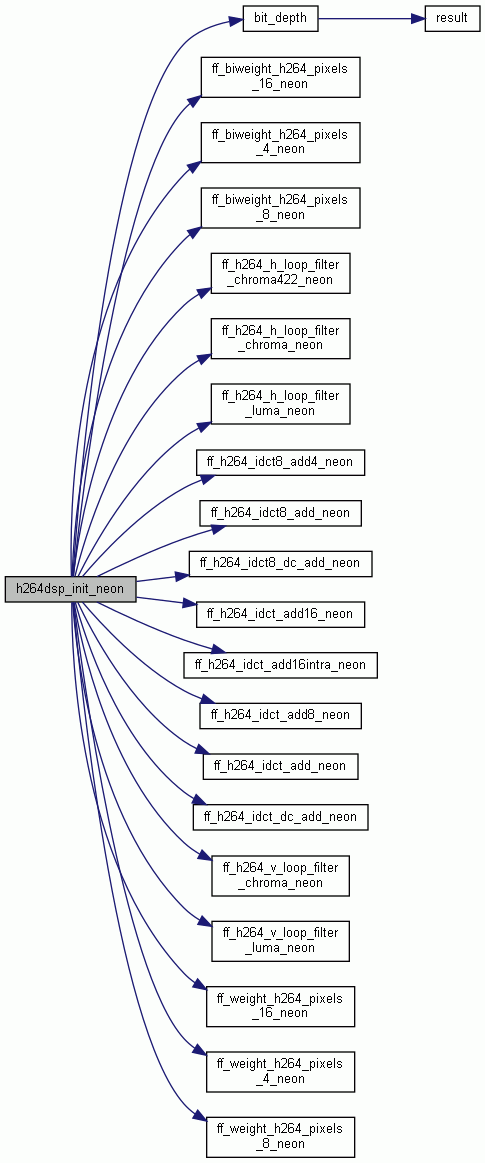 bit_depth
result
ff_biweight_h264_pixels
_16_neon
ff_biweight_h264_pixels
_4_neon
ff_biweight_h264_pixels
_8_neon
ff_h264_h_loop_filter
_chroma422_neon
ff_h264_h_loop_filter
_chroma_neon
ff_h264_h_loop_filter
_luma_neon
ff_h264_idct8_add4_neon
ff_h264_idct8_add_neon
ff_h264_idct8_dc_add_neon
h264dsp_init_neon
ff_h264_idct_add16_neon
ff_h264_idct_add16intra_neon
ff_h264_idct_add8_neon
ff_h264_idct_add_neon
ff_h264_idct_dc_add_neon
ff_h264_v_loop_filter
_chroma_neon
ff_h264_v_loop_filter
_luma_neon
ff_weight_h264_pixels
_16_neon
ff_weight_h264_pixels
_4_neon
ff_weight_h264_pixels
_8_neon